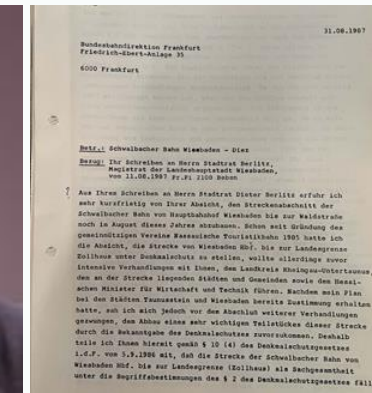 31.08.1987
Bundesbahndirektion Frankfurt
Friedrich-Ebert-Anlage 35
6000 Frankfurt
Betr.: Schwalbacher Bahn Wiesbaden - Diez
Bezug: Ihr Schreiben an Herrn Stadtrat Berlitz,
Magistrat der Landeshauptstadt Wiesbaden,
vom 11.08.1987 Fr.Fi 2100 Bebon
Aus Ihrem Schreiben an Herrn Stadtrat Dieter Berlitz erfuhr ich
sehr kurzfristig von Ihrer Absicht, den Streckenabschnitt der
Schwalbacher Bahn von Hauptbahnhof Wiesbaden bis zur Waldstraße
noch in August dieses Jahres abzubauen. Schon seit Gründung des
gemeinnützigen Vereins Nassauische Touristikbahn 1985 hatte ich
die Absicht, die Strecke von Wiesbaden Hbf. bis zur Landesgrenze
Zollhaus unter Denkmalschutz zu stellen, wollte allerdings zuvor
intensive Verhandlungen mit Ihnen, dem Landkreis Rheingau-Untertaunus,
den an der Strecke liegenden Städten und Gemeinden sowie dem Hessi-
schen Minister für Wirtschaft und Technik führen. Nachdem mein Plan
bei den Städten Taunusstein und Wiesbaden bereits Zustimmung erhalten
hatte, sah ich mich jedoch vor dem Abschluß weiterer Verhandlungen
gezwungen, dem Abbau eines sehr wichtigen Teilstückes dieser Strecke
durch die Bekanntgabe des Denkmalschutzes zuvorzukommen. Deshalb
teile ich Ihnen hiermit gemäß § 10 (4) des Denkmalschutzgesetzes
i.d.F. vom 5.9.1986 mit, daß die Strecke der Schwalbacher Bahn von
Wiesbaden Hbf. bis zur Landesgrenze (Zollhaus) als Sachgesamtheit
unter die Begriffsbestimmungen des § 2 des Denkmalschutzgesetzes fäll